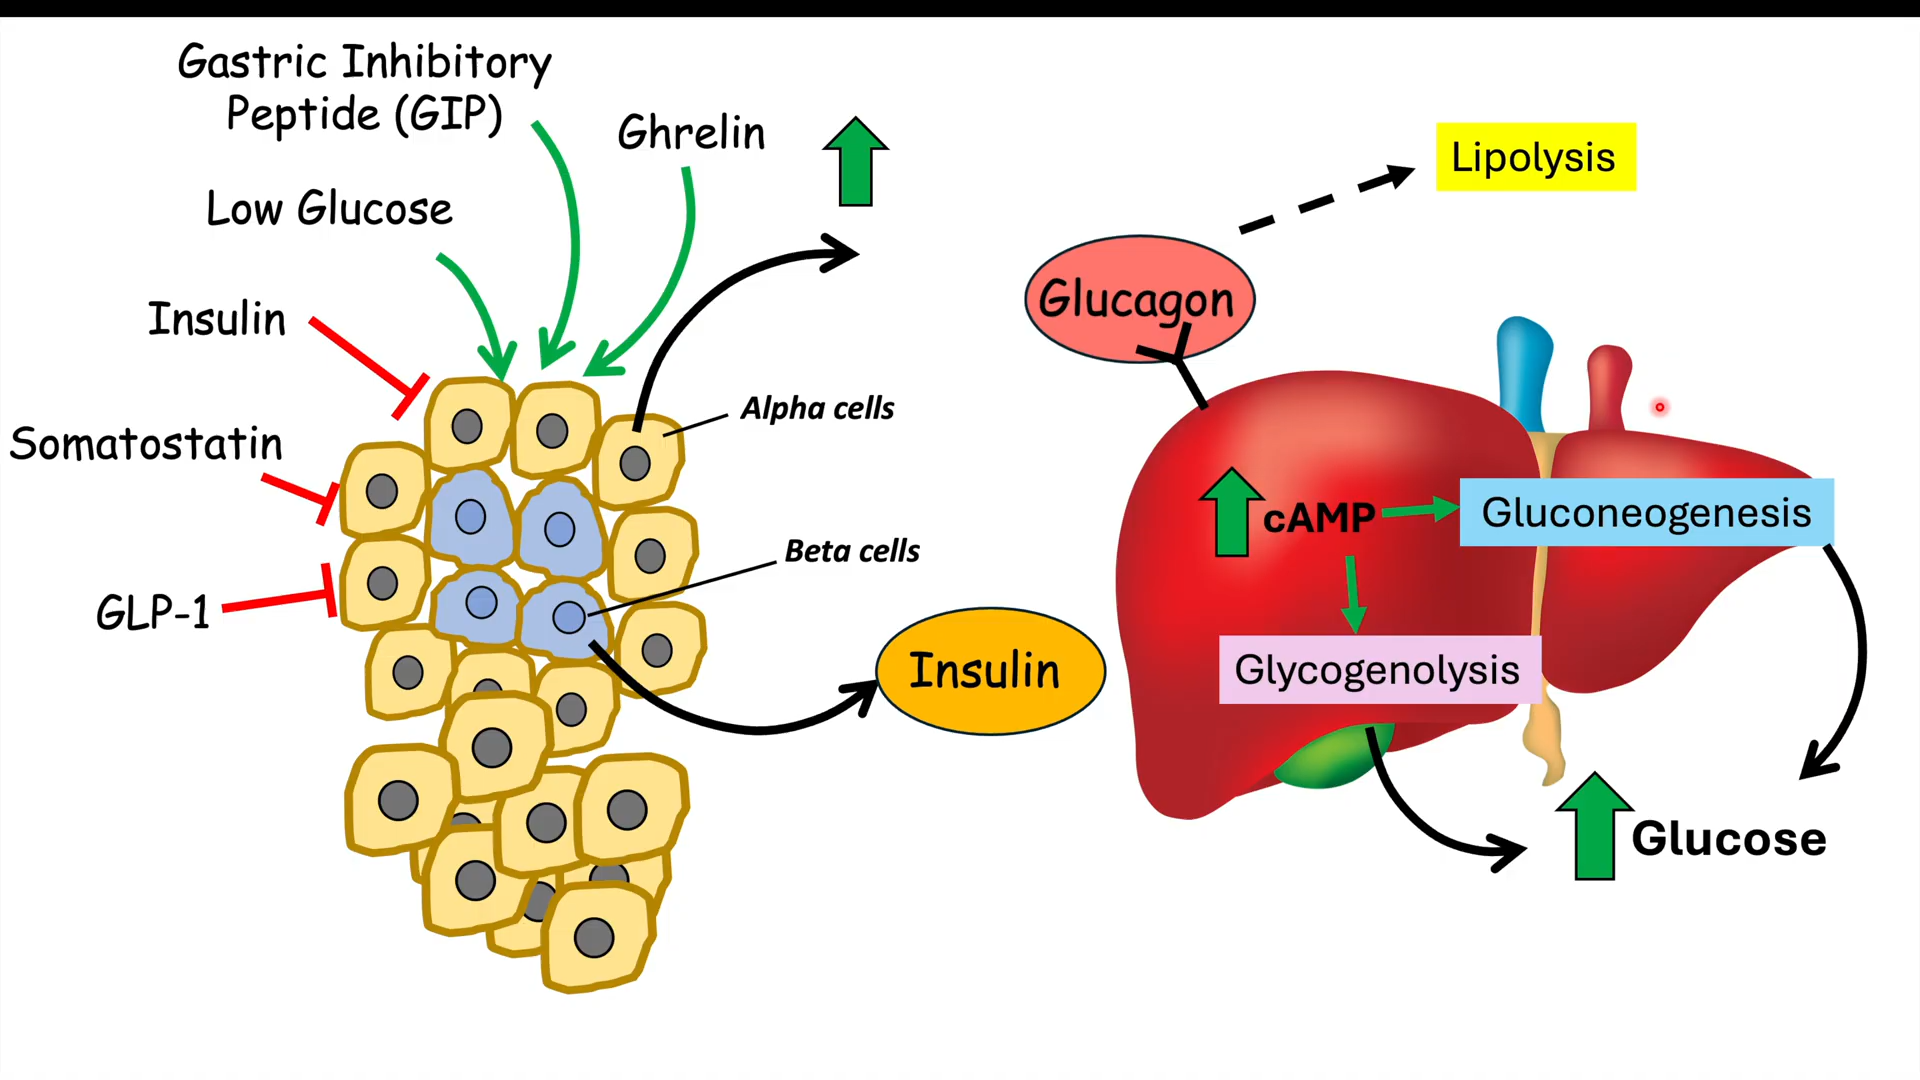 Gastric Inhibitory
Peptide (GIP)
Ghrelin
Low Glucose
Insulin
Somatostatin
GLP-1
Alpha cells
Beta cells
Insulin
Lipolysis
Glucagon
cAMP
Gluconeogenesis
Glycogenolysis
Glucose